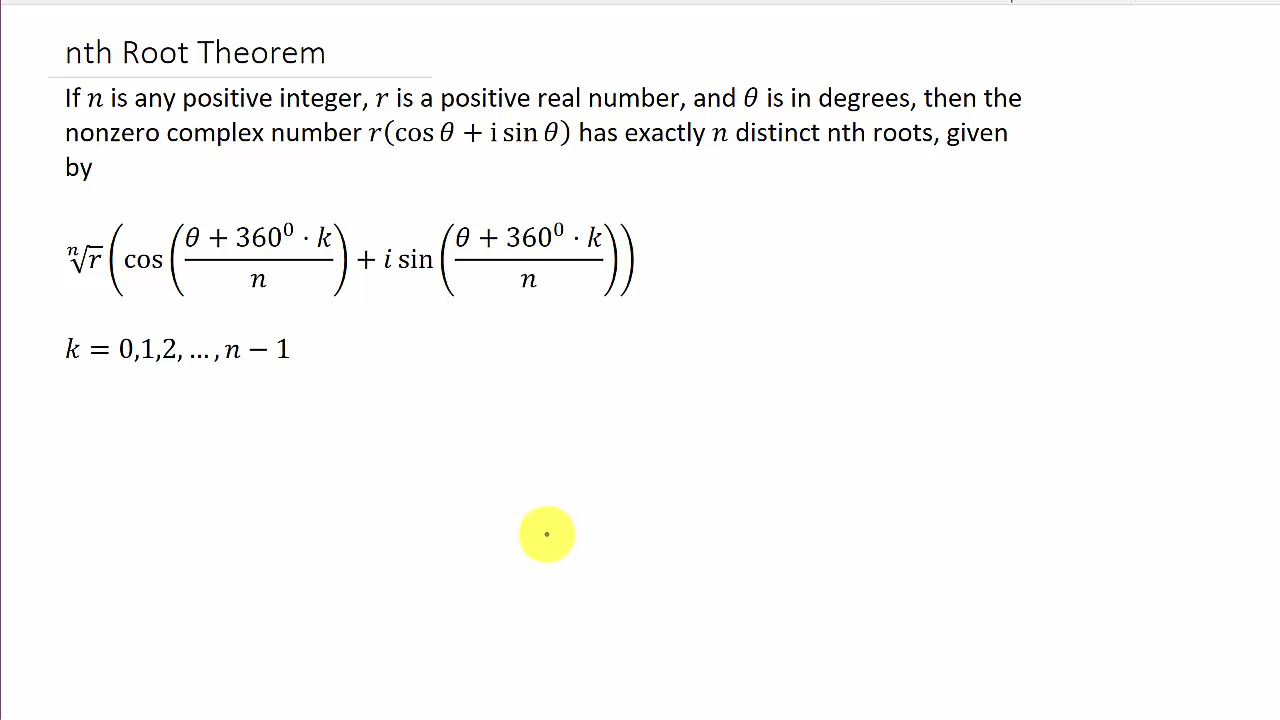 nth Root Theorem
If n is any positive integer, r is a positive real number, and θ is in degrees, then the
nonzero complex number r(cos θ + i sin θ) has exactly n distinct nth roots, given
by
ⁿ√r (cos((θ + 360⁰ · k)/n) + i sin((θ + 360⁰ · k)/n))
k = 0,1,2, … , n − 1